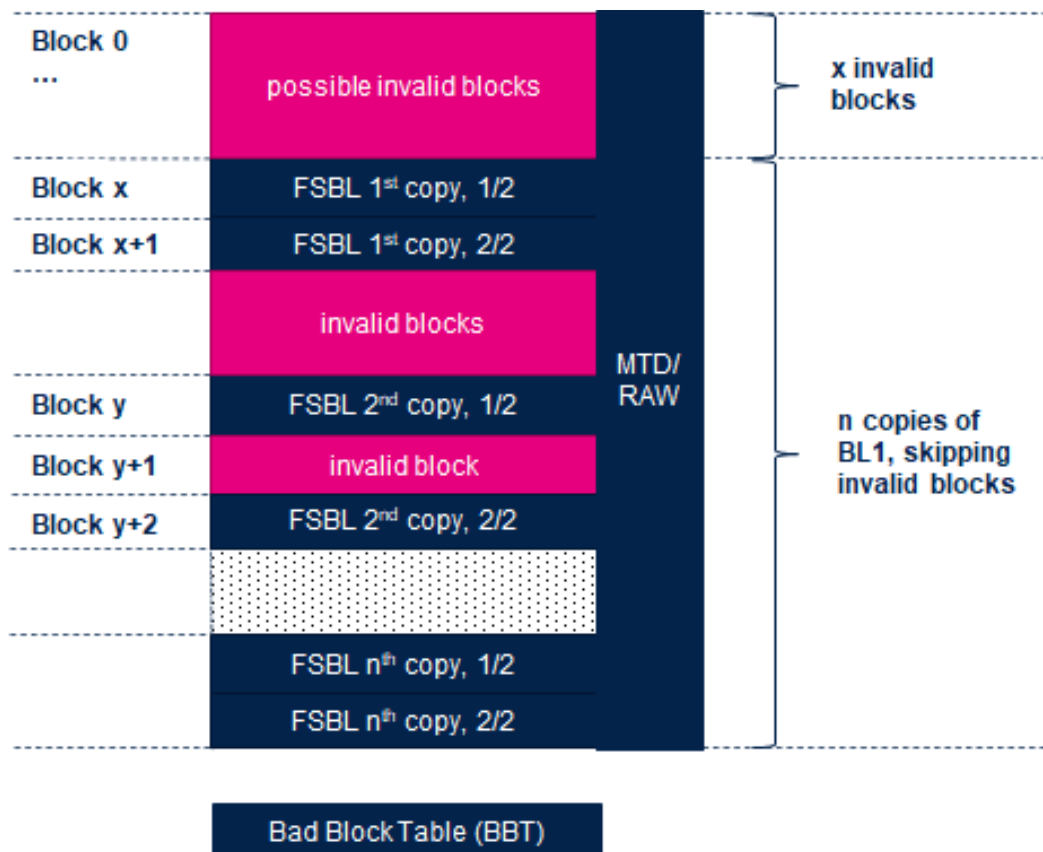 Block 0
...
possible invalid blocks
x invalid
blocks
Block x
FSBL 1st copy, 1/2
Block x+1
FSBL 1st copy, 2/2
invalid blocks
MTD/
RAW
Block y
FSBL 2nd copy, 1/2
n copies of
BL1, skipping
invalid blocks
Block y+1
invalid block
Block y+2
FSBL 2nd copy, 2/2
FSBL nth copy, 1/2
FSBL nth copy, 2/2
Bad Block Table (BBT)